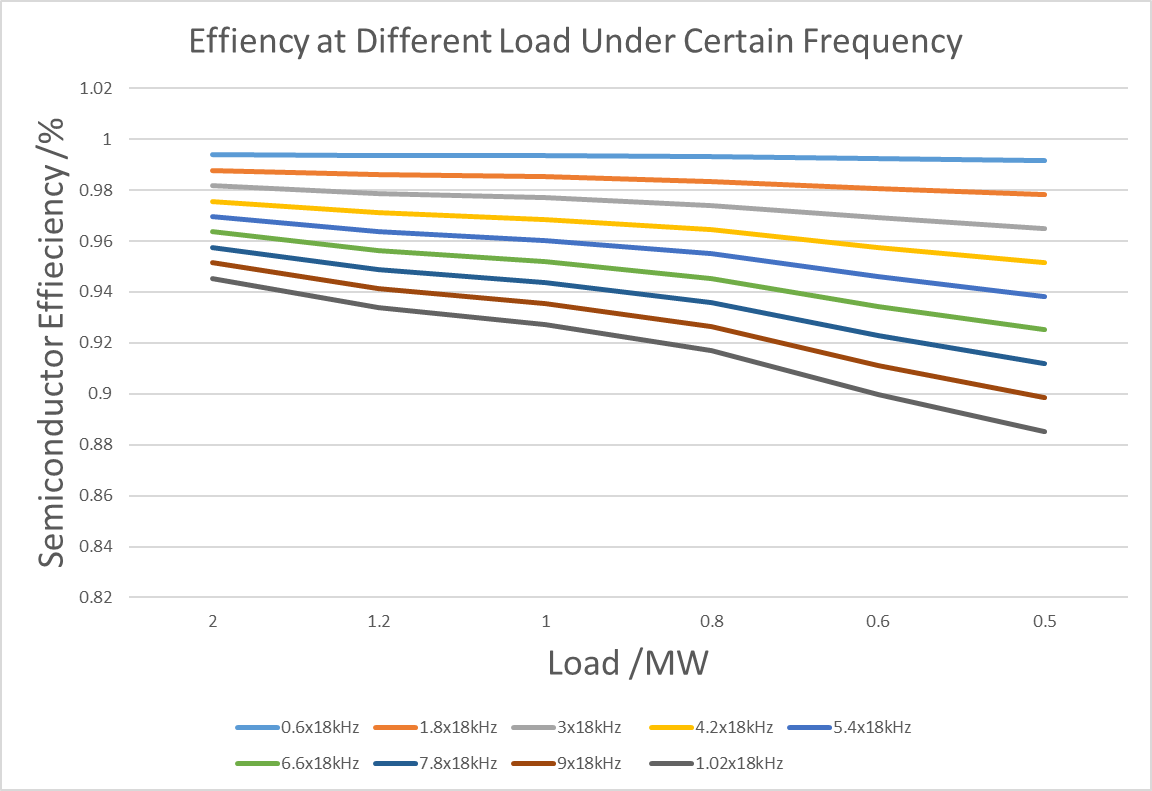 Effiency at Different Load Under Certain Frequency
Semiconductor Effieciency /%
1.02
1
0.98
0.96
0.94
0.92
0.9
0.88
0.86
0.84
0.82
2 1.2 1 0.8 0.6 0.5
Load /MW
0.6x18kHz 1.8x18kHz 3x18kHz 4.2x18kHz 5.4x18kHz
6.6x18kHz 7.8x18kHz 9x18kHz 1.02x18kHz